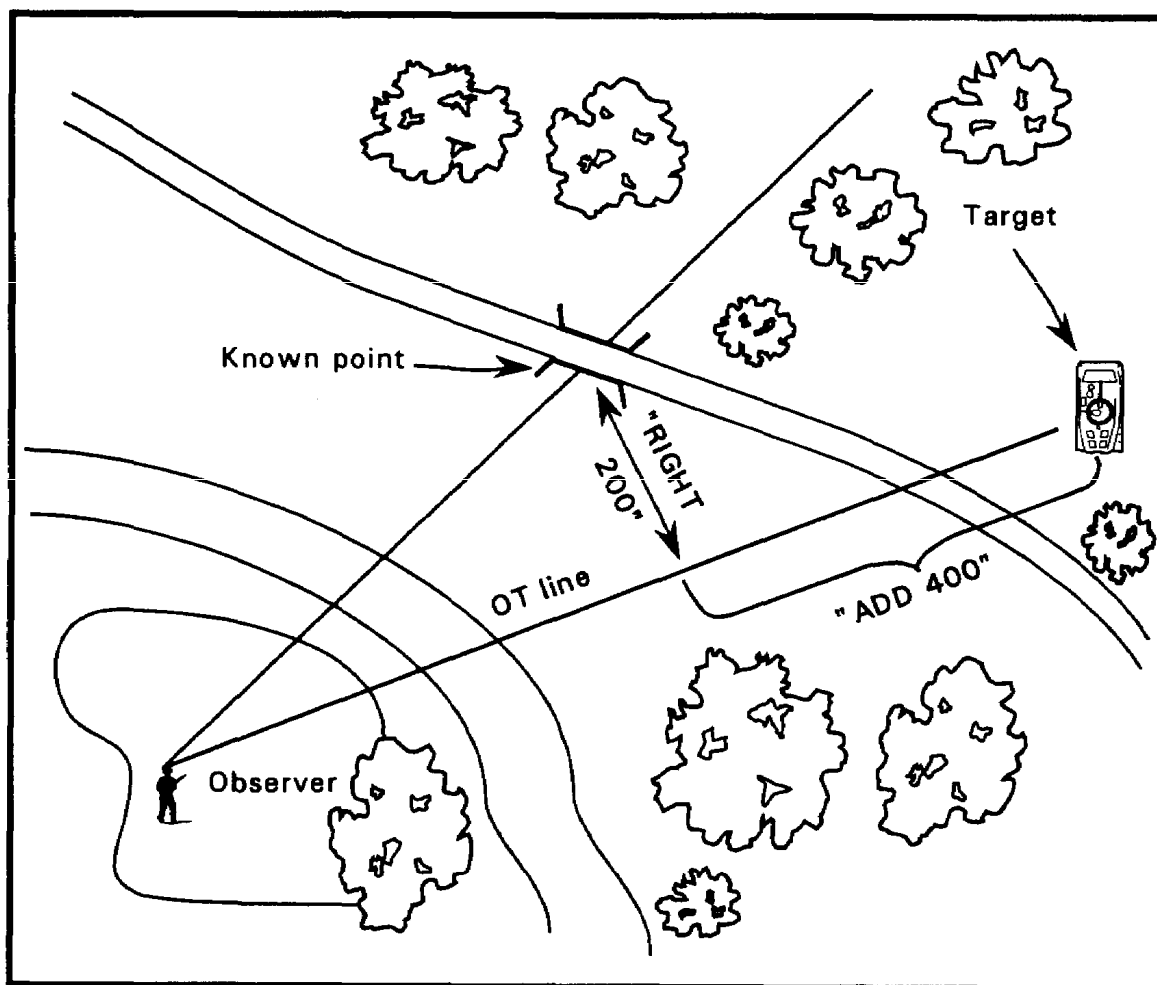 Target
Known point
"RIGHT
200"
OT line
"ADD 400"
Observer